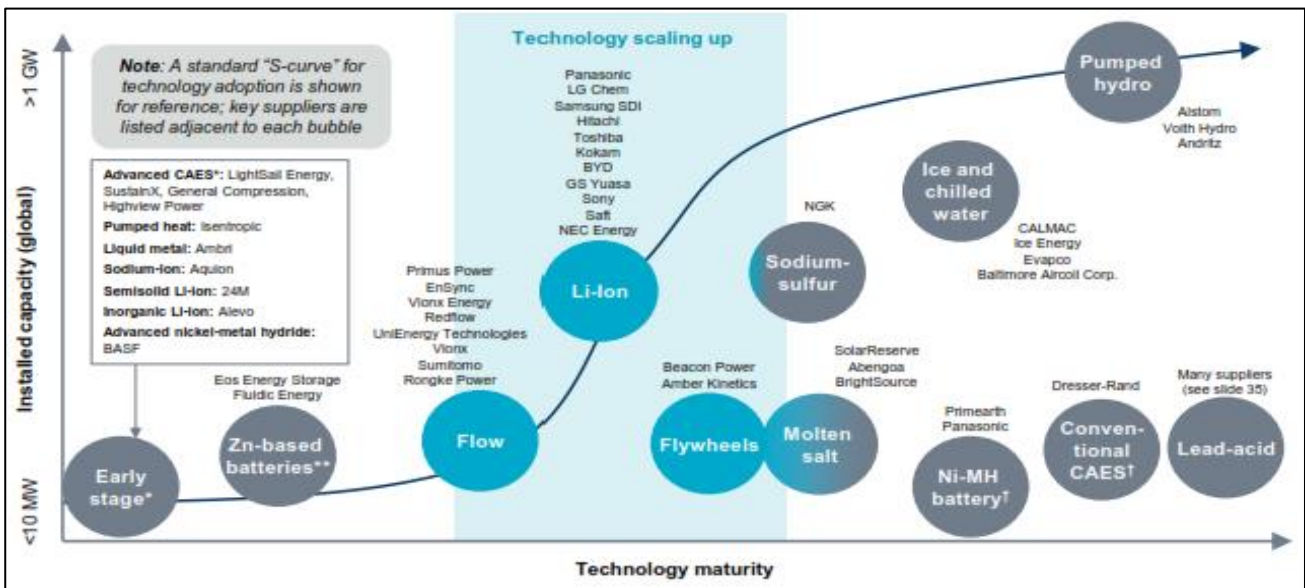 Technology scaling up
Note: A standard “S-curve” for
technology adoption is shown
for reference; key suppliers are
listed adjacent to each bubble
>1 GW
Installed capacity (global)
<10 MW
Advanced CAES*: LightSail Energy,
SustainX, General Compression,
Highview Power
Pumped heat: Isentropic
Liquid metal: Ambri
Sodium-ion: Aquion
Semisolid Li-ion: 24M
Inorganic Li-ion: Alevo
Advanced nickel-metal hydride:
BASF
Early
stage*
Eos Energy Storage
Fluidic Energy
Zn-based
batteries**
Primus Power
EnSync
Vionx Energy
Redflow
UniEnergy Technologies
Vionx
Sumitomo
Rongke Power
Flow
Panasonic
LG Chem
Samsung SDI
Hitachi
Toshiba
Kokam
BYD
GS Yuasa
Sony
Saft
NEC Energy
Li-Ion
Beacon Power
Amber Kinetics
Flywheels
NGK
Sodium-
sulfur
SolarReserve
Abengoa
BrightSource
Molten
salt
Ice and
chilled
water
CALMAC
Ice Energy
Evapco
Baltimore Aircoil Corp.
Primearth
Panasonic
Ni-MH
battery†
Pumped
hydro
Alstom
Voith Hydro
Andritz
Dresser-Rand
Conven-
tional
CAES†
Many suppliers
(see slide 35)
Lead-acid
Technology maturity